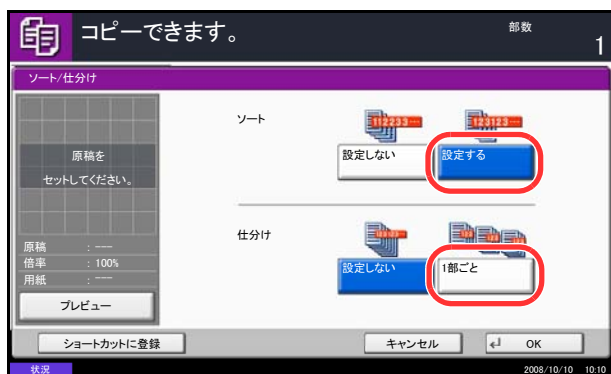 コピーできます。
部数
1
ソート/仕分け
原稿を
セットしてください。
原稿 : ---
倍率 : 100%
用紙 : ---
プレビュー
ソート
112233---
123123---
設定しない
設定する
仕分け
設定しない
1部ごと
ショートカットに登録
キャンセル
OK
状況
2008/10/10 10:10